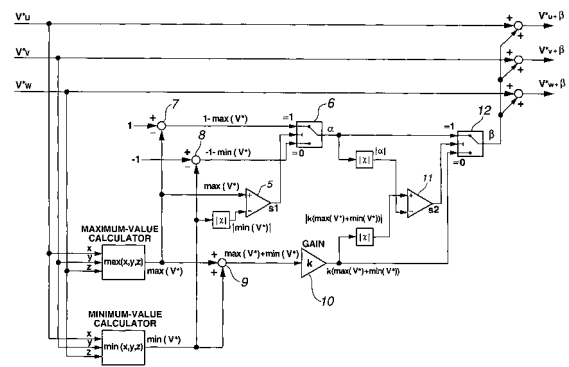 V*U
V*V
V*W
+
+
V*u+β
+
+
V*v+β
+
+
V*w+β
7
8
6
12
1
+
−
1- max (V*)
=1
α
=0
-1
+
−
-1- min (V*)
|α|
|χ|
=1
β
=0
max (V*)
+
5
−
s1
|χ|
|min (V*)|
+
11
−
s2
|k(max (V*)+min(V*))|
|χ|
MAXIMUM-VALUE
CALCULATOR
x
y
z
max(x,y,z)
max (V*)
+
+
9
max (V*)+min (V*)
GAIN
k
10
k(max (V*)+min(V*))
MINIMUM-VALUE
CALCULATOR
x
y
z
min (x,y,z)
min (V*)